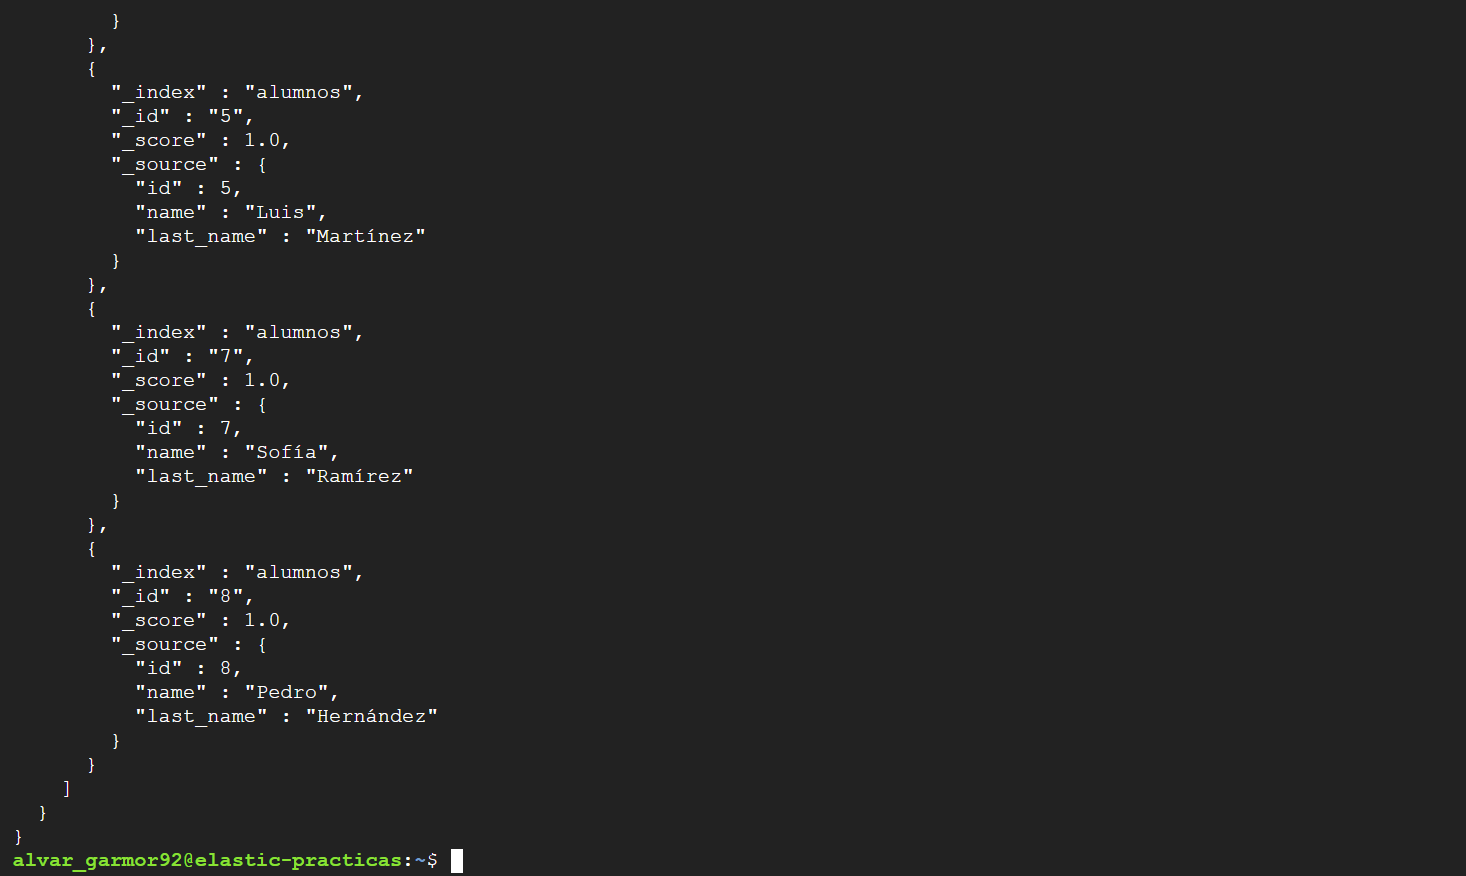 }
      },
      {
        "_index" : "alumnos",
        "_id" : "5",
        "_score" : 1.0,
        "_source" : {
          "id" : 5,
          "name" : "Luis",
          "last_name" : "Martínez"
        }
      },
      {
        "_index" : "alumnos",
        "_id" : "7",
        "_score" : 1.0,
        "_source" : {
          "id" : 7,
          "name" : "Sofía",
          "last_name" : "Ramírez"
        }
      },
      {
        "_index" : "alumnos",
        "_id" : "8",
        "_score" : 1.0,
        "_source" : {
          "id" : 8,
          "name" : "Pedro",
          "last_name" : "Hernández"
        }
      }
    ]
  }
}
alvar_garmor92@elastic-practicas:~$